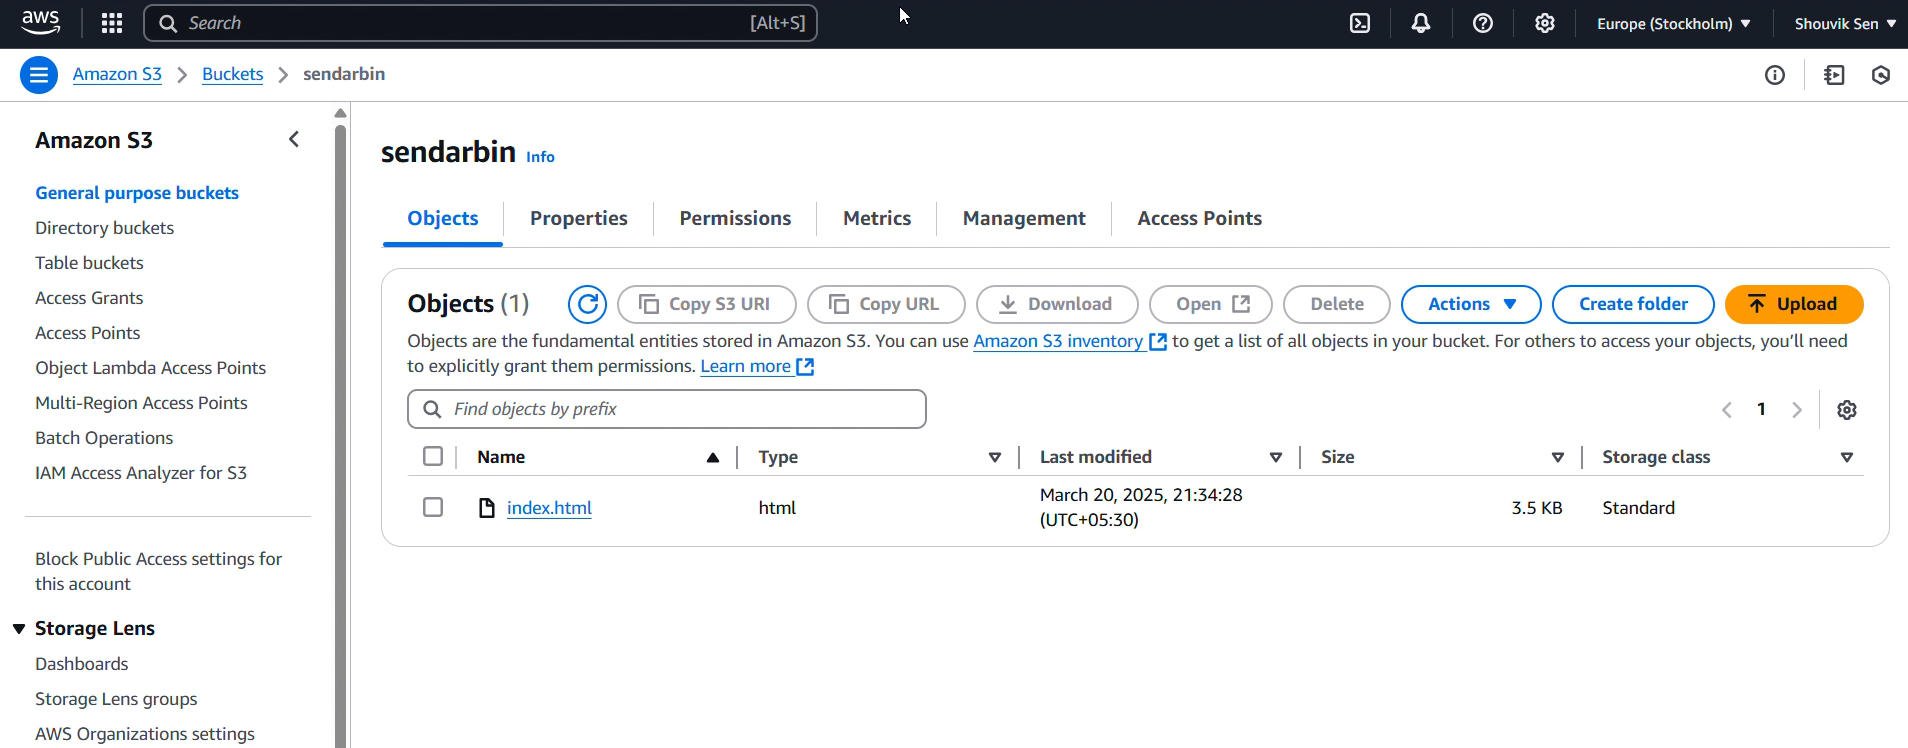 aws
Search [Alt+S]
Europe (Stockholm)
Shouvik Sen
Amazon S3 > Buckets > sendarbin
Amazon S3
General purpose buckets
Directory buckets
Table buckets
Access Grants
Access Points
Object Lambda Access Points
Multi-Region Access Points
Batch Operations
IAM Access Analyzer for S3
Block Public Access settings for
this account
Storage Lens
Dashboards
Storage Lens groups
AWS Organizations settings
sendarbin Info
Objects Properties Permissions Metrics Management Access Points
Objects (1) Copy S3 URI Copy URL Download Open Delete Actions Create folder Upload
Objects are the fundamental entities stored in Amazon S3. You can use Amazon S3 inventory to get a list of all objects in your bucket. For others to access your objects, you'll need
to explicitly grant them permissions. Learn more
Find objects by prefix
1
Name Type Last modified Size Storage class
index.html html March 20, 2025, 21:34:28 3.5 KB Standard
(UTC+05:30)